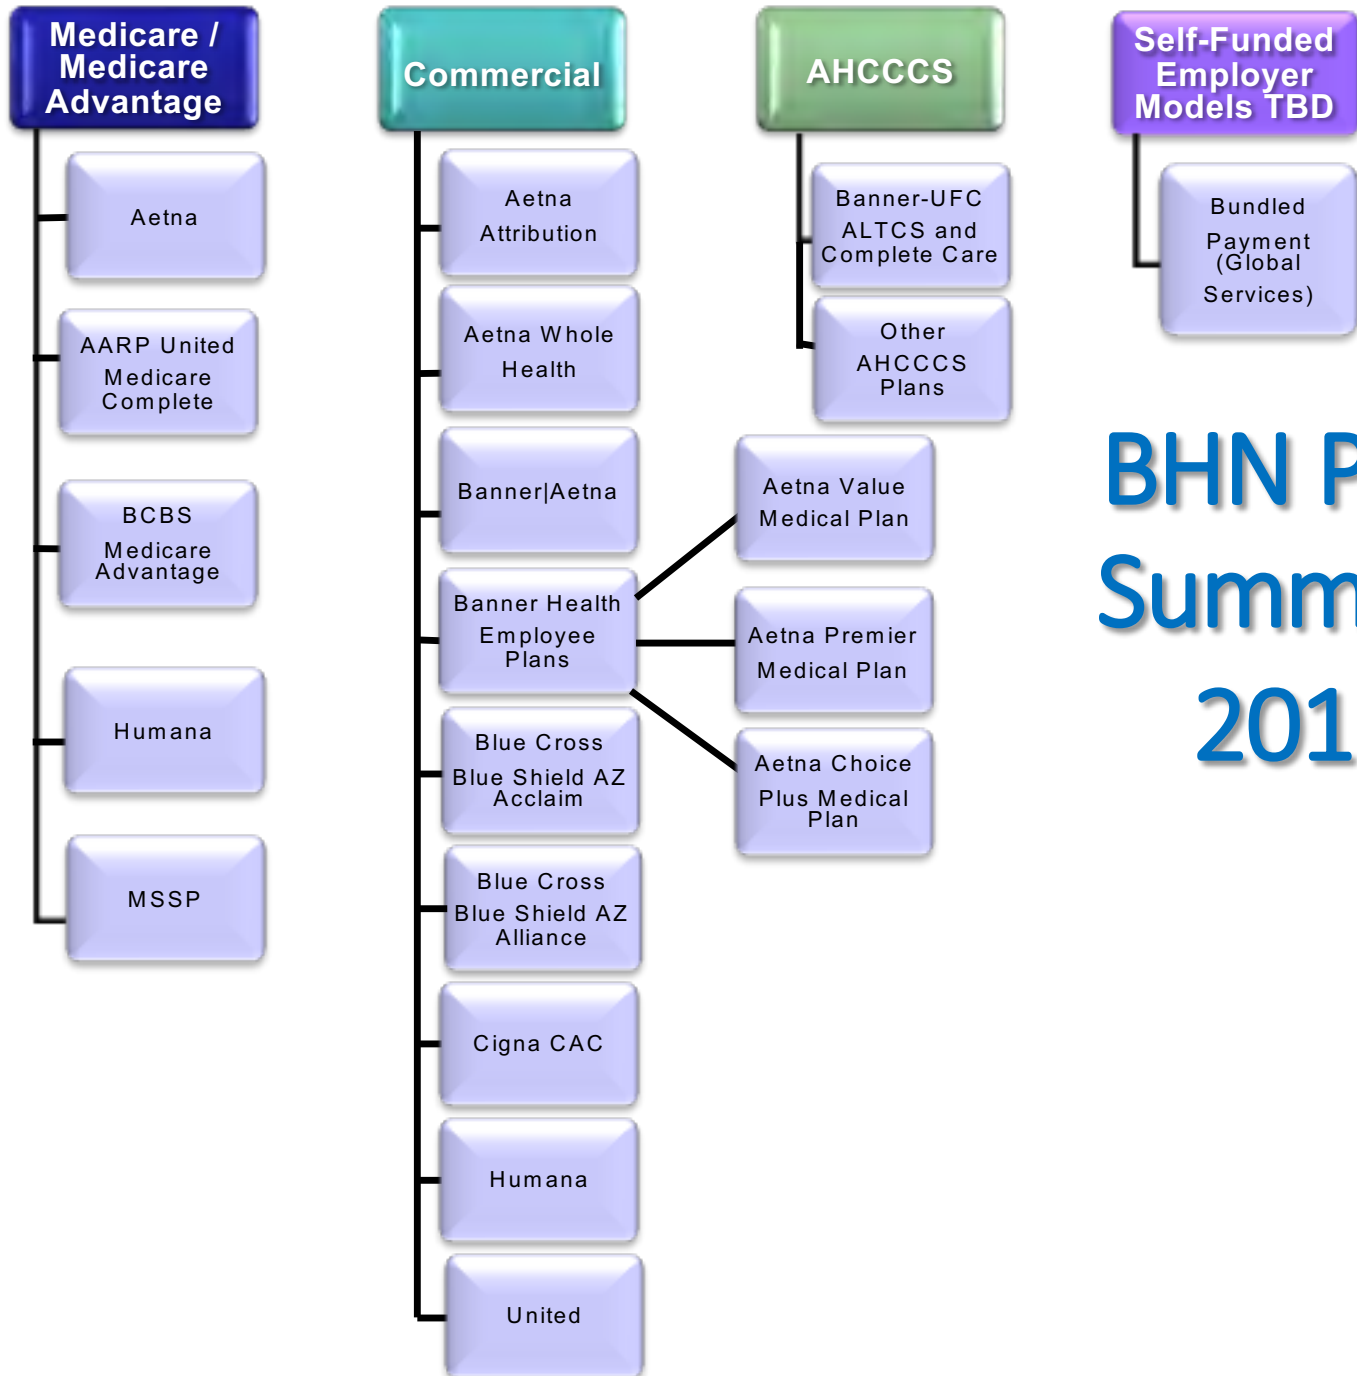 Medicare /
Medicare
Advantage
Aetna
AARP United
Medicare
Complete
BCBS
Medicare
Advantage
Humana
MSSP
Commercial
Aetna
Attribution
Aetna Whole
Health
Banner|Aetna
Banner Health
Employee
Plans
Blue Cross
Blue Shield AZ
Acclaim
Blue Cross
Blue Shield AZ
Alliance
Cigna CAC
Humana
United
Aetna Value
Medical Plan
Aetna Premier
Medical Plan
Aetna Choice
Plus Medical
Plan
AHCCCS
Banner-UFC
ALTCS and
Complete Care
Other
AHCCCS
Plans
Self-Funded
Employer
Models TBD
Bundled
Payment
(Global
Services)
BHN